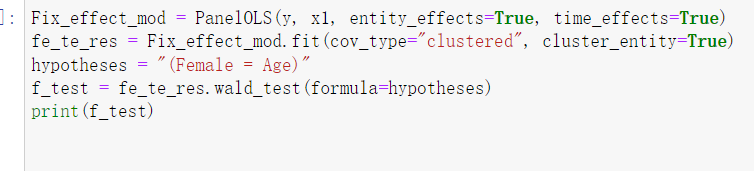 ]: Fix_effect_mod = PanelOLS(y, x1, entity_effects=True, time_effects=True)
fe_te_res = Fix_effect_mod.fit(cov_type="clustered", cluster_entity=True)
hypotheses = "(Female = Age)"
f_test = fe_te_res.wald_test(formula=hypotheses)
print(f_test)